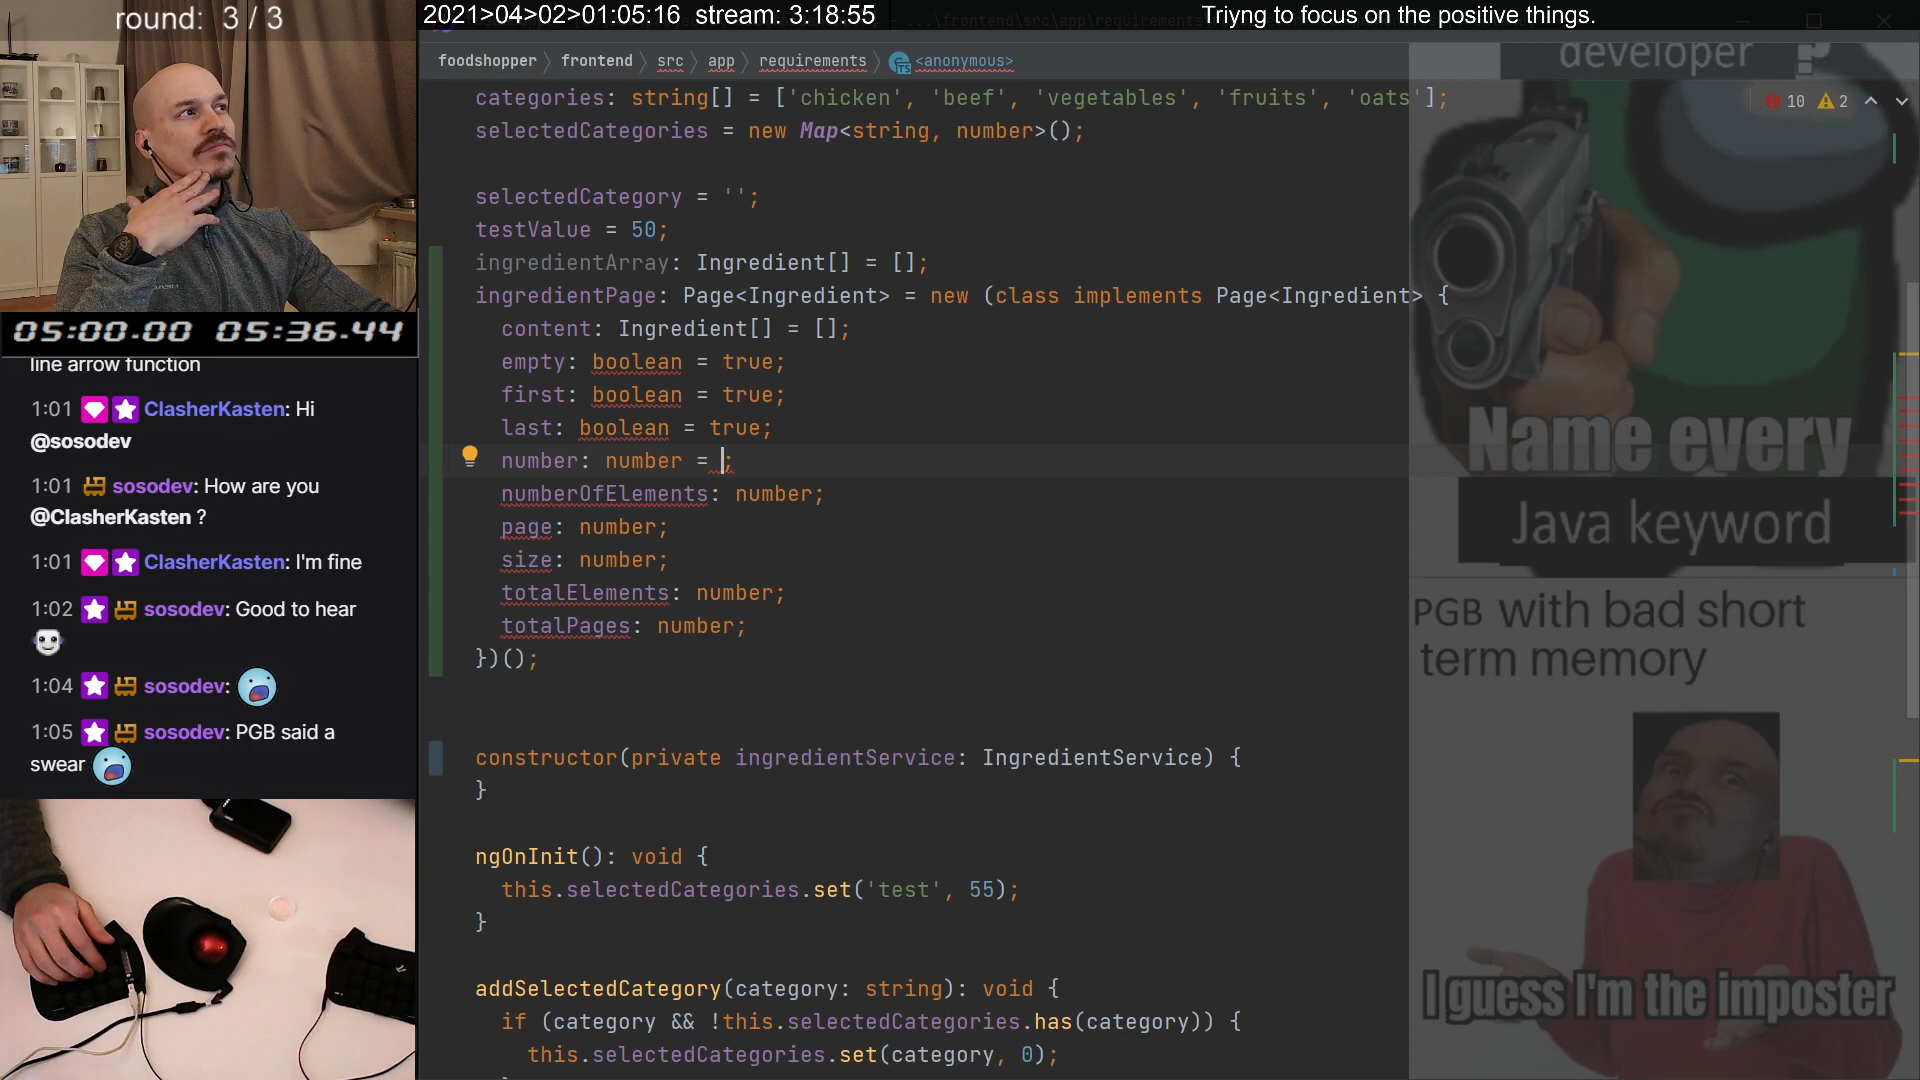 round: 3 / 3
2021>04>02>01:05:16 stream: 3:18:55
Triyng to focus on the positive things.
foodshopper
frontend
src
app
requirements
<anonymous>
categories: string[] = ['chicken', 'beef', 'vegetables', 'fruits', 'oats'];
selectedCategories = new Map<string, number>();
selectedCategory = '';
testValue = 50;
ingredientArray: Ingredient[] = [];
ingredientPage: Page<Ingredient> = new (class implements Page<Ingredient> {
content: Ingredient[] = [];
empty: boolean = true;
first: boolean = true;
last: boolean = true;
number: number = ;
numberOfElements: number;
page: number;
size: number;
totalElements: number;
totalPages: number;
})();
constructor(private ingredientService: IngredientService) {
}
ngOnInit(): void {
this.selectedCategories.set('test', 55);
}
addSelectedCategory(category: string): void {
if (category && !this.selectedCategories.has(category)) {
this.selectedCategories.set(category, 0);
10
2
developer ?
Name every
Java keyword
PGB with bad short
term memory
I guess I'm the imposter
05:00.00 05:36.44
line arrow function
1:01 ClasherKasten: Hi
@sosodev
1:01 sosodev: How are you
@ClasherKasten ?
1:01 ClasherKasten: I'm fine
1:02 sosodev: Good to hear
1:04 sosodev:
1:05 sosodev: PGB said a
swear